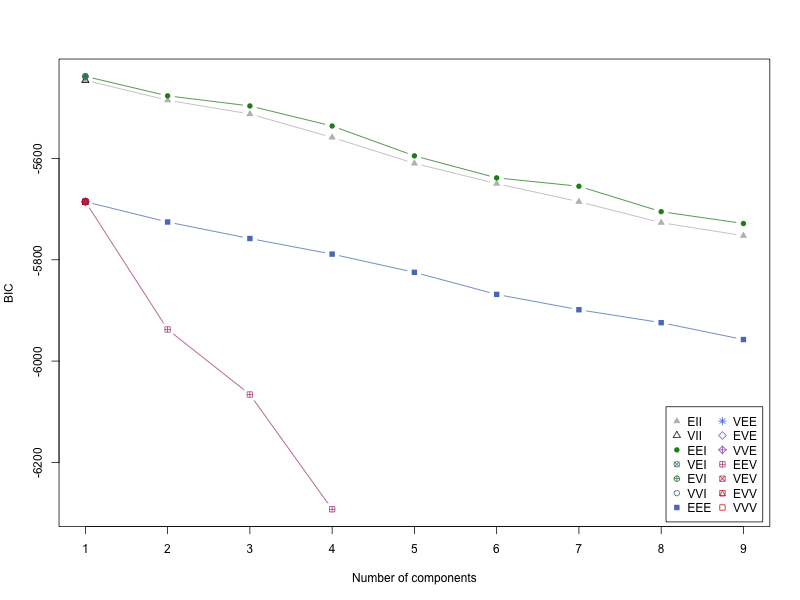 BIC
-5600
-5800
-6000
-6200
1 2 3 4 5 6 7 8 9
Number of components
EII VEE
VII EVE
EEI VVE
VEI EEV
EVI VEV
VVI EVV
EEE VVV